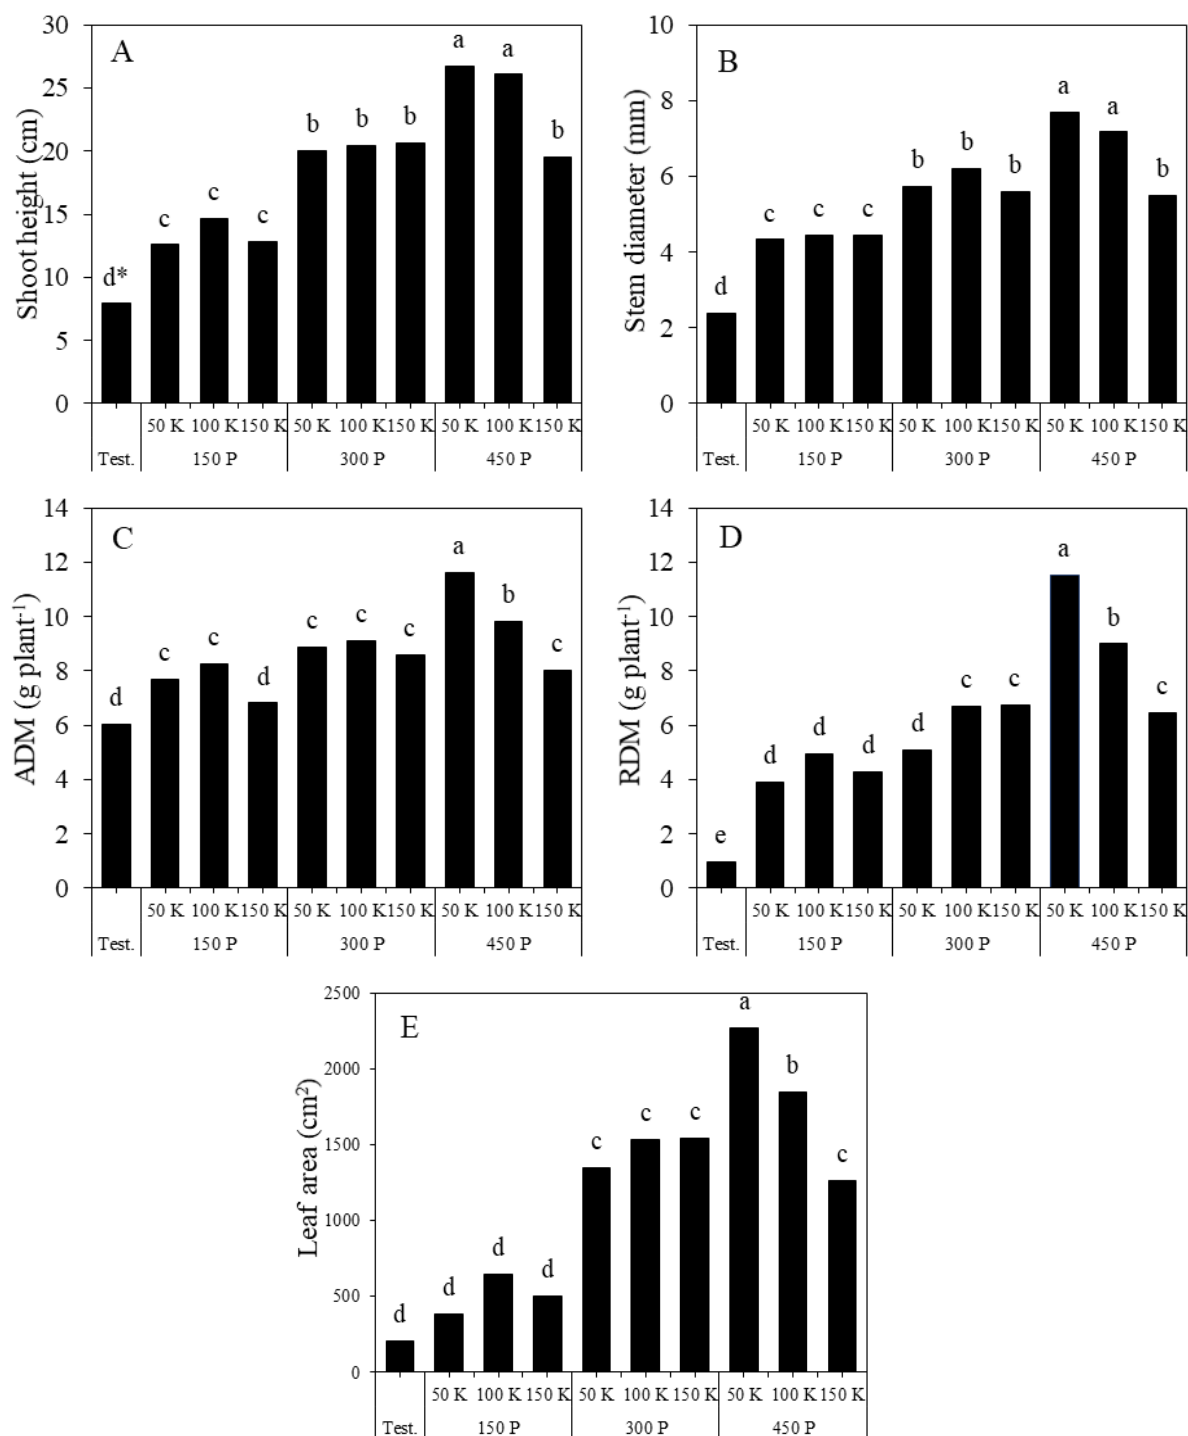 A
Shoot height (cm)
30
25
20
15
10
5
0
d*
c
c
c
b
b
b
a
a
b
50 K 100 K 150 K 50 K 100 K 150 K 50 K 100 K 150 K
Test. 150 P 300 P 450 P
B
Stem diameter (mm)
10
8
6
4
2
0
d
c
c
c
b
b
b
a
a
b
50 K 100 K 150 K 50 K 100 K 150 K 50 K 100 K 150 K
Test. 150 P 300 P 450 P
C
ADM (g plant⁻¹)
14
12
10
8
6
4
2
0
d
c
c
d
c
c
c
a
b
c
50 K 100 K 150 K 50 K 100 K 150 K 50 K 100 K 150 K
Test. 150 P 300 P 450 P
D
RDM (g plant⁻¹)
14
12
10
8
6
4
2
0
e
d
d
d
d
c
c
a
b
c
50 K 100 K 150 K 50 K 100 K 150 K 50 K 100 K 150 K
Test. 150 P 300 P 450 P
E
Leaf area (cm²)
2500
2000
1500
1000
500
0
d
d
d
d
c
c
c
a
b
c
50 K 100 K 150 K 50 K 100 K 150 K 50 K 100 K 150 K
Test. 150 P 300 P 450 P